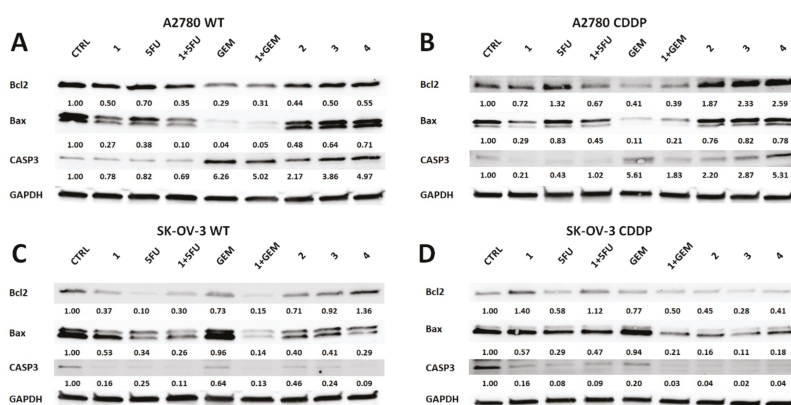 A2780 WT
A
CTRL 1 5FU 1+5FU GEM 1+GEM 2 3 4
Bcl2
1.00 0.50 0.70 0.35 0.29 0.31 0.44 0.50 0.55
Bax
1.00 0.27 0.38 0.10 0.04 0.05 0.48 0.64 0.71
CASP3
1.00 0.78 0.82 0.69 6.26 5.02 2.17 3.86 4.97
GAPDH
A2780 CDDP
B
CTRL 1 5FU 1+5FU GEM 1+GEM 2 3 4
Bcl2
1.00 0.72 1.32 0.67 0.41 0.39 1.87 2.33 2.59
Bax
1.00 0.29 0.83 0.45 0.11 0.21 0.76 0.82 0.78
CASP3
1.00 0.21 0.43 1.02 5.61 1.83 2.20 2.87 5.31
GAPDH
SK-OV-3 WT
C
CTRL 1 5FU 1+5FU GEM 1+GEM 2 3 4
Bcl2
1.00 0.37 0.10 0.30 0.73 0.15 0.71 0.92 1.36
Bax
1.00 0.53 0.34 0.26 0.96 0.14 0.40 0.41 0.29
CASP3
1.00 0.16 0.25 0.11 0.64 0.13 0.46 0.24 0.09
GAPDH
SK-OV-3 CDDP
D
CTRL 1 5FU 1+5FU GEM 1+GEM 2 3 4
Bcl2
1.00 1.40 0.58 1.12 0.77 0.50 0.45 0.28 0.41
Bax
1.00 0.57 0.29 0.47 0.94 0.21 0.16 0.11 0.18
CASP3
1.00 0.16 0.08 0.09 0.20 0.03 0.04 0.02 0.04
GAPDH